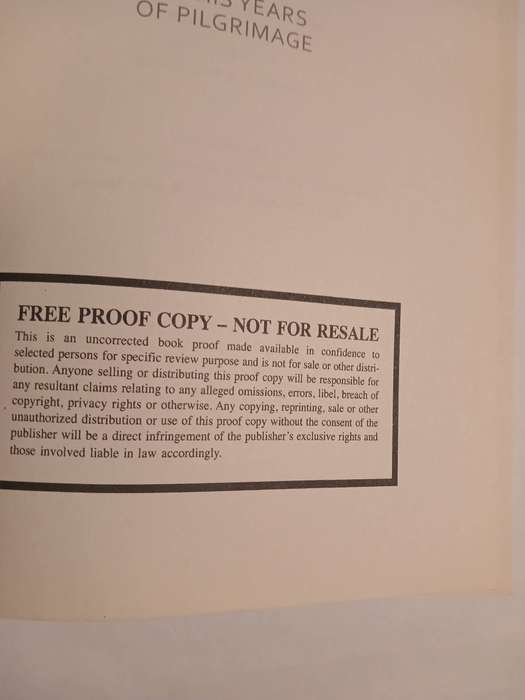 HIS YEARS
OF PILGRIMAGE
FREE PROOF COPY – NOT FOR RESALE
This is an uncorrected book proof made available in confidence to
selected persons for specific review purpose and is not for sale or other distri-
bution. Anyone selling or distributing this proof copy will be responsible for
any resultant claims relating to any alleged omissions, errors, libel, breach of
copyright, privacy rights or otherwise. Any copying, reprinting, sale or other
unauthorized distribution or use of this proof copy without the consent of the
publisher will be a direct infringement of the publisher's exclusive rights and
those involved liable in law accordingly.